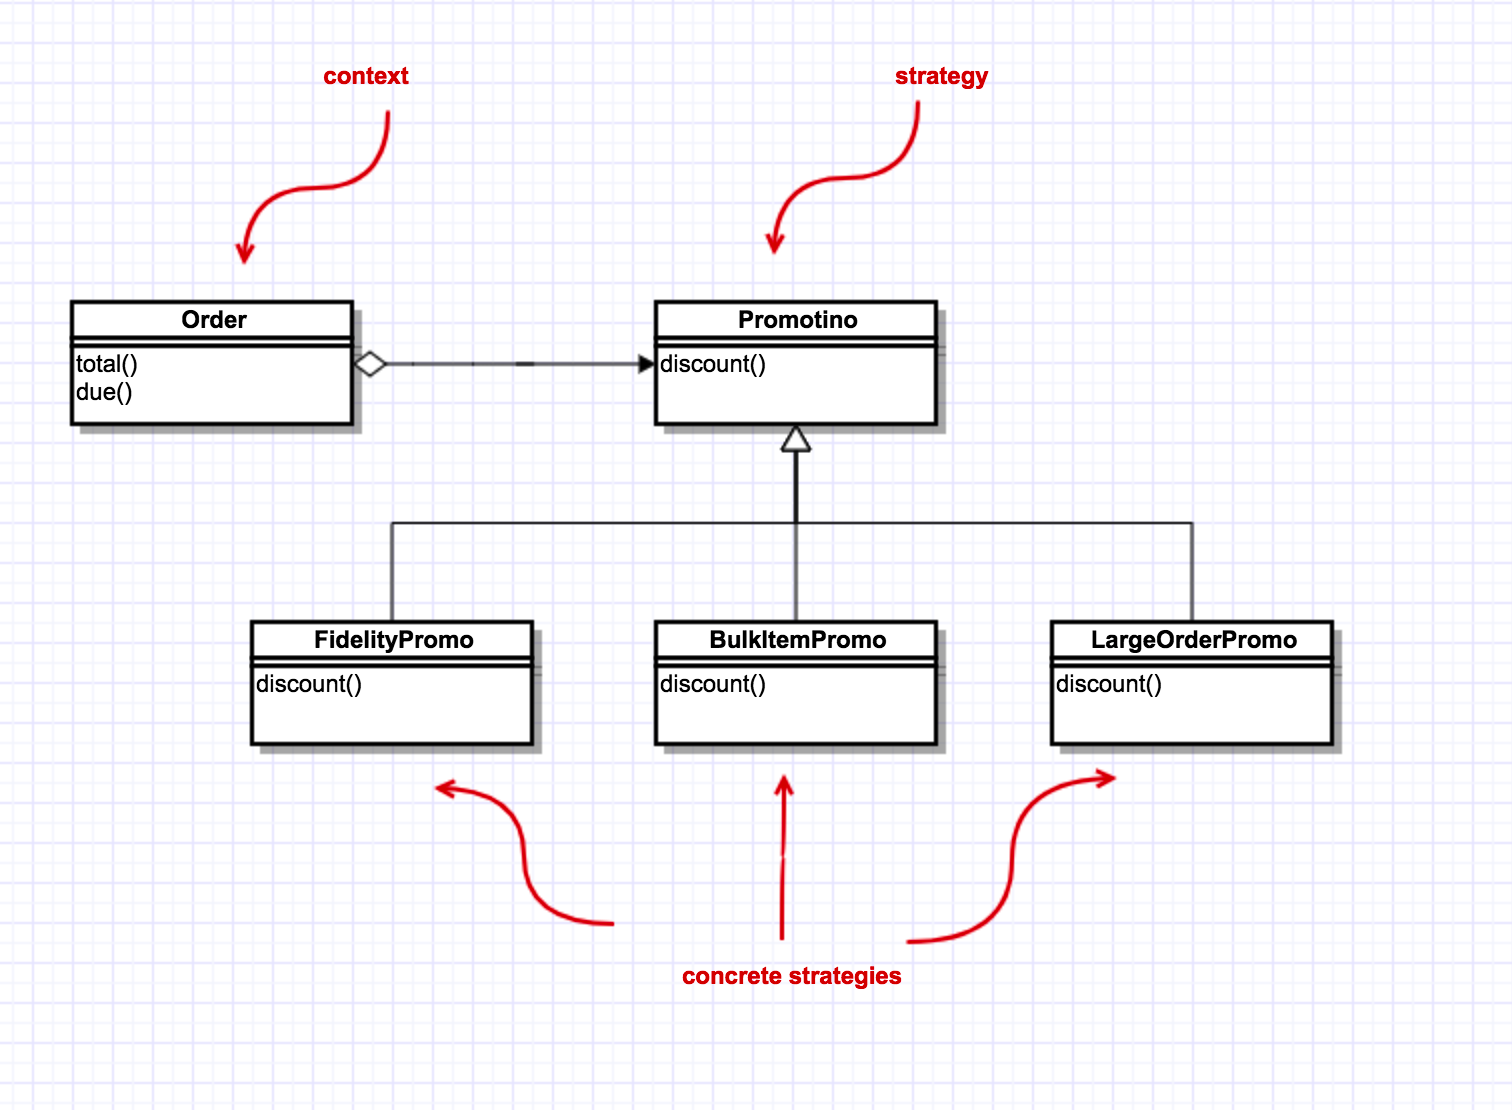 context
strategy
Order
total()
due()
Promotino
discount()
FidelityPromo
discount()
BulkItemPromo
discount()
LargeOrderPromo
discount()
concrete strategies